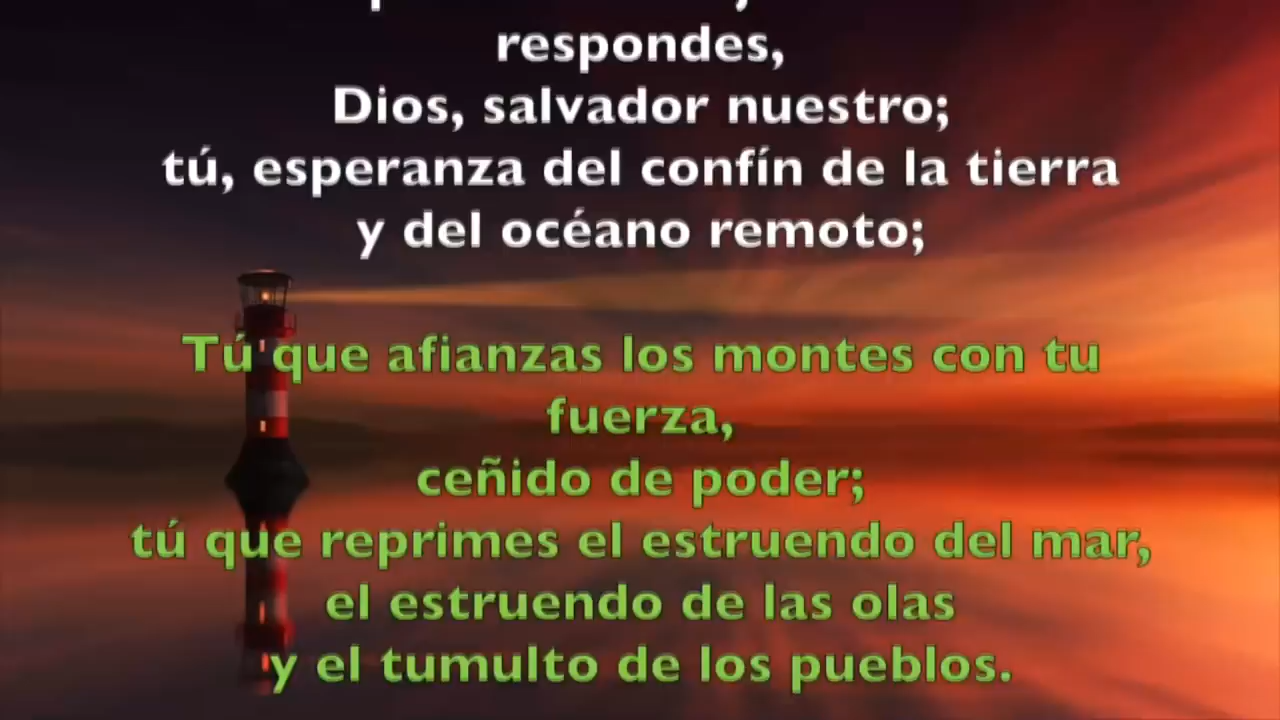 respondes,
Dios, salvador nuestro;
tú, esperanza del confín de la tierra
y del océano remoto;
Tú que afianzas los montes con tu
fuerza,
ceñido de poder;
tú que reprimes el estruendo del mar,
el estruendo de las olas
y el tumulto de los pueblos.